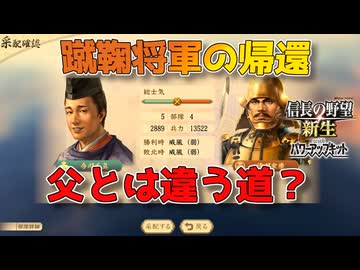 采配確認
蹴鞠将軍の帰還
総士気
5 部隊 4
2889 兵力 13522
勝利時 威風(弱)
敗北時 威風(弱)
信長の野望
新生
パワーアップキット
父とは違う道?
采配する
戻る